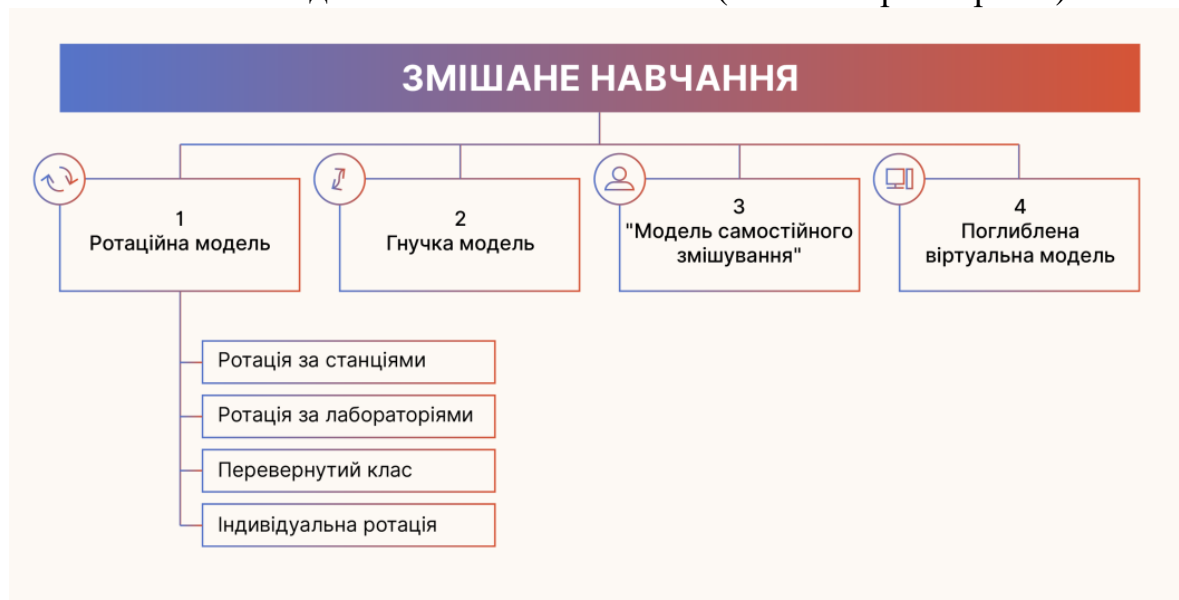 ЗМІШАНЕ НАВЧАННЯ
1
Ротаційна модель
2
Гнучка модель
3
"Модель самостійного
змішування"
4
Поглиблена
віртуальна модель
Ротація за станціями
Ротація за лабораторіями
Перевернутий клас
Індивідуальна ротація